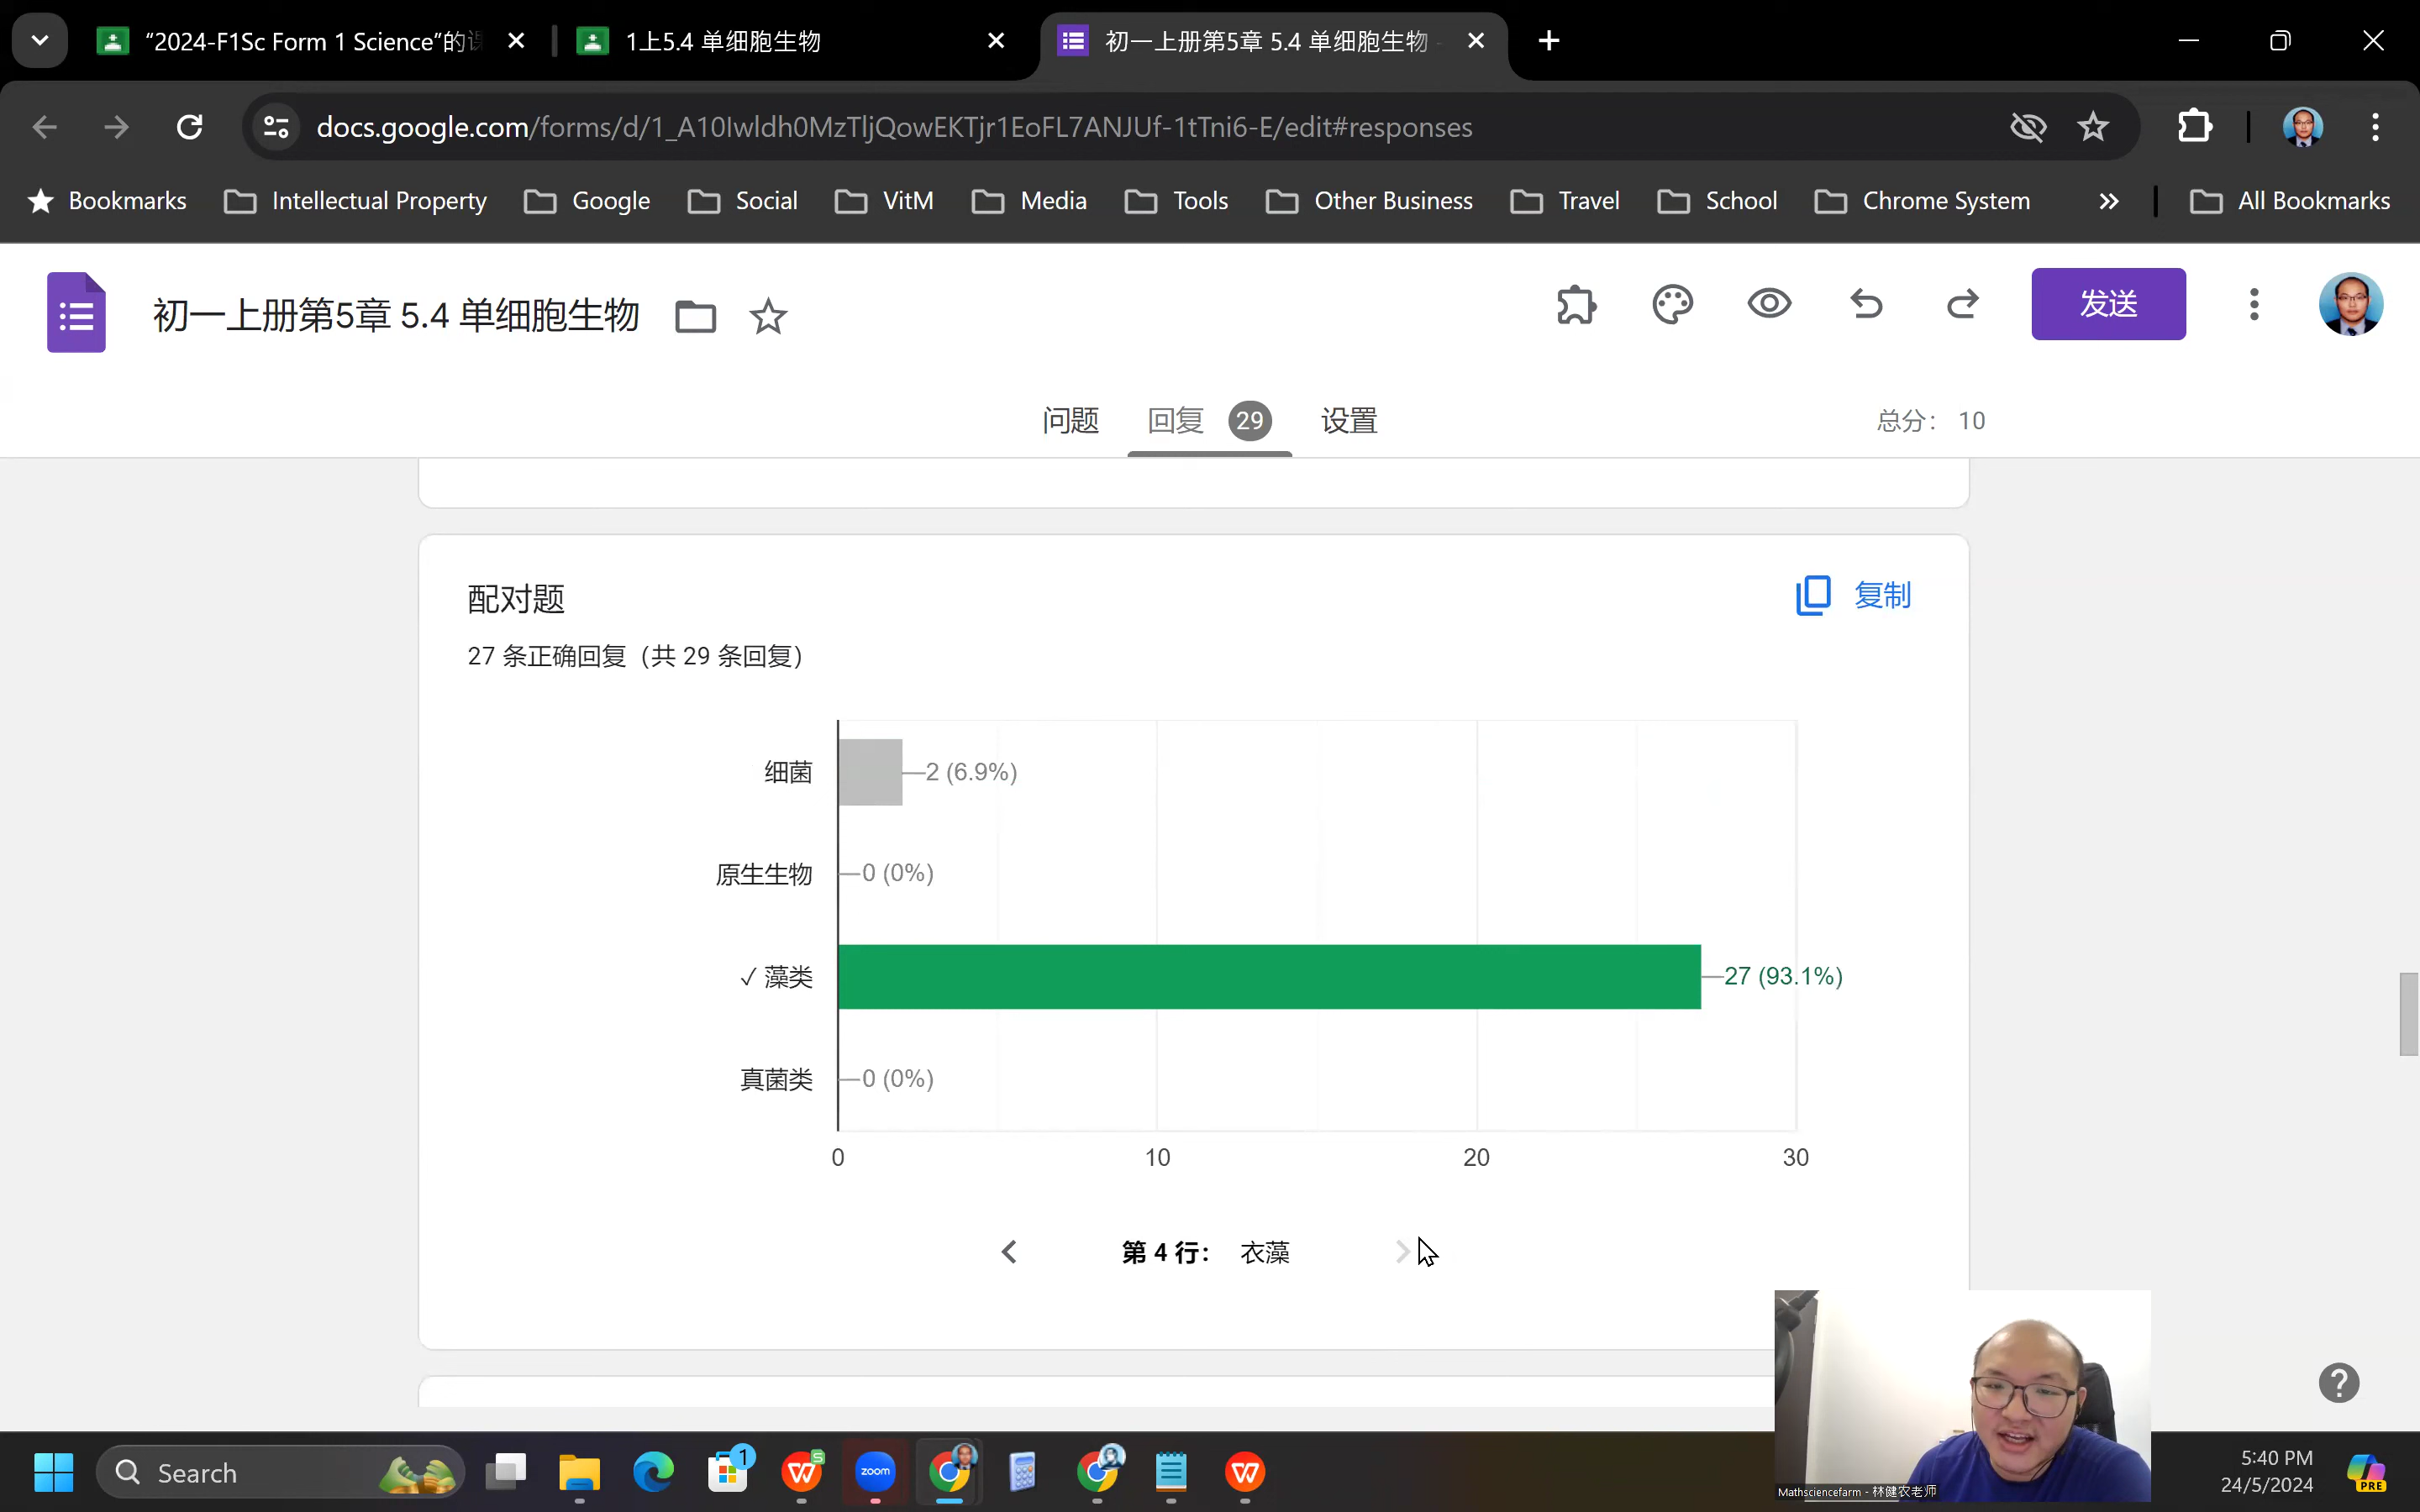 “2024-F1Sc Form 1 Science”的
1上5.4 单细胞生物
初一上册第5章 5.4 单细胞生物 -
docs.google.com/forms/d/1_A10Iwldh0MzTljQowEKTjr1EoFL7ANJUf-1tTni6-E/edit#responses
Bookmarks
Intellectual Property
Google
Social
VitM
Media
Tools
Other Business
Travel
School
Chrome System
»
All Bookmarks
初一上册第5章 5.4 单细胞生物
发送
问题
回复 29
设置
总分： 10
配对题
复制
27 条正确回复（共 29 条回复）
细菌
2 (6.9%)
原生生物
0 (0%)
✓ 藻类
27 (93.1%)
真菌类
0 (0%)
0 10 20 30
第 4 行： 衣藻
Mathsciencefarm - 林健农老师
Search
1
S
zoom
5:40 PM
24/5/2024
PRE